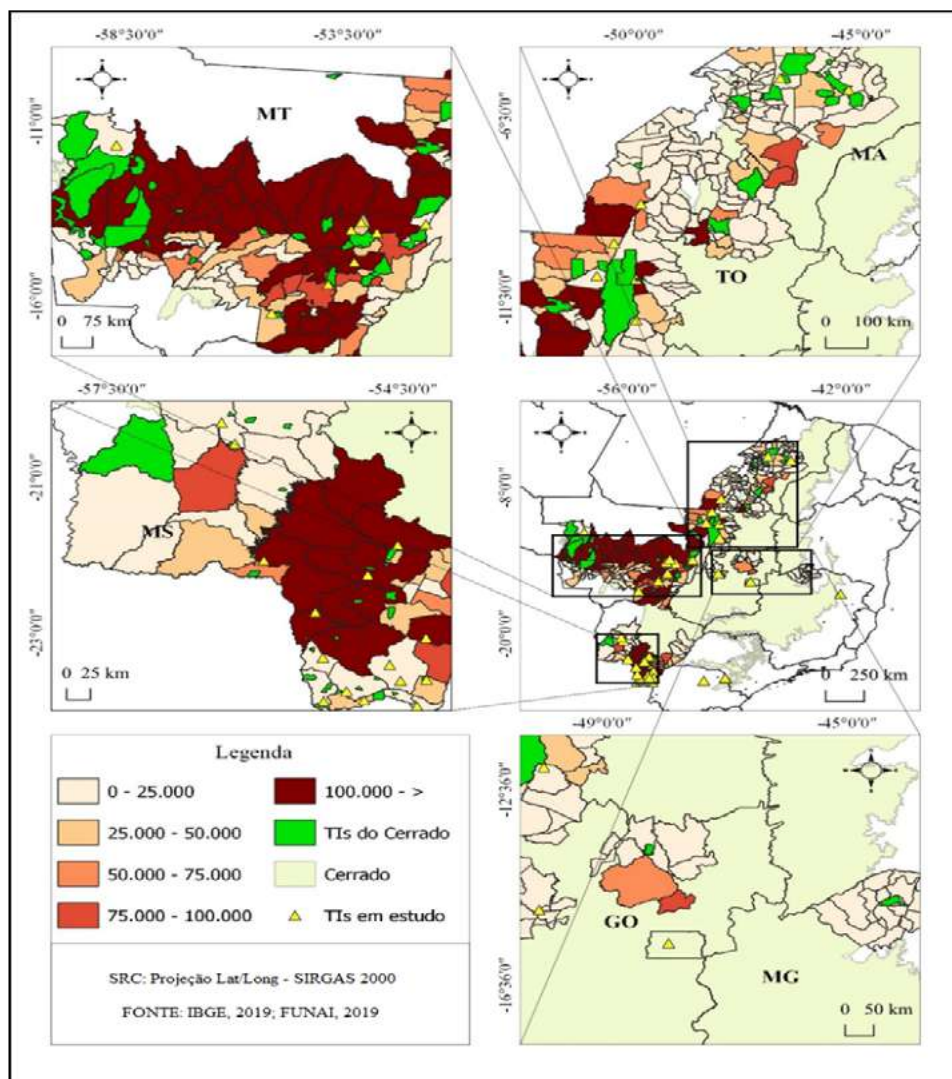 -58°30'0"
-53°30'0"
-11°0'0"
-16°0'0"
MT
0 75 km
-50°0'0"
-45°0'0"
-6°30'0"
-11°30'0"
MA
TO
0 100 km
-57°30'0"
-54°30'0"
-21°0'0"
-23°0'0"
MS
0 25 km
-56°0'0"
-42°0'0"
-8°0'0"
-20°0'0"
0 250 km
Legenda
0 - 25.000
25.000 - 50.000
50.000 - 75.000
75.000 - 100.000
100.000 - >
TIs do Cerrado
Cerrado
TIs em estudo
SRC: Projeção Lat/Long - SIRGAS 2000
FONTE: IBGE, 2019; FUNAI, 2019
-49°0'0"
-45°0'0"
-12°36'0"
-16°36'0"
GO
MG
0 50 km